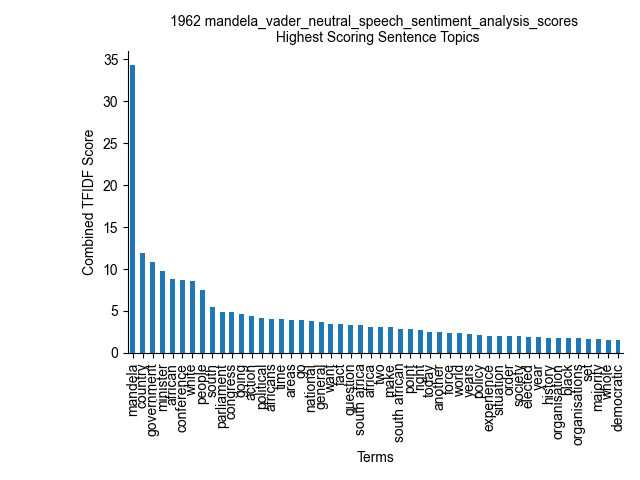 1962 mandela_vader_neutral_speech_sentiment_analysis_scores
Highest Scoring Sentence Topics
Combined TFIDF Score
35
30
25
20
15
10
5
0
mandela
country
government
minister
african
conference
white
people
south
parliament
congress
going
action
political
africans
time
areas
go
national
general
want
fact
question
south africa
africa
two
make
south african
point
right
today
another
force
world
years
policy
experience
situation
order
society
elected
year
history
organisation
black
organisations
set
majority
whole
democratic
Terms